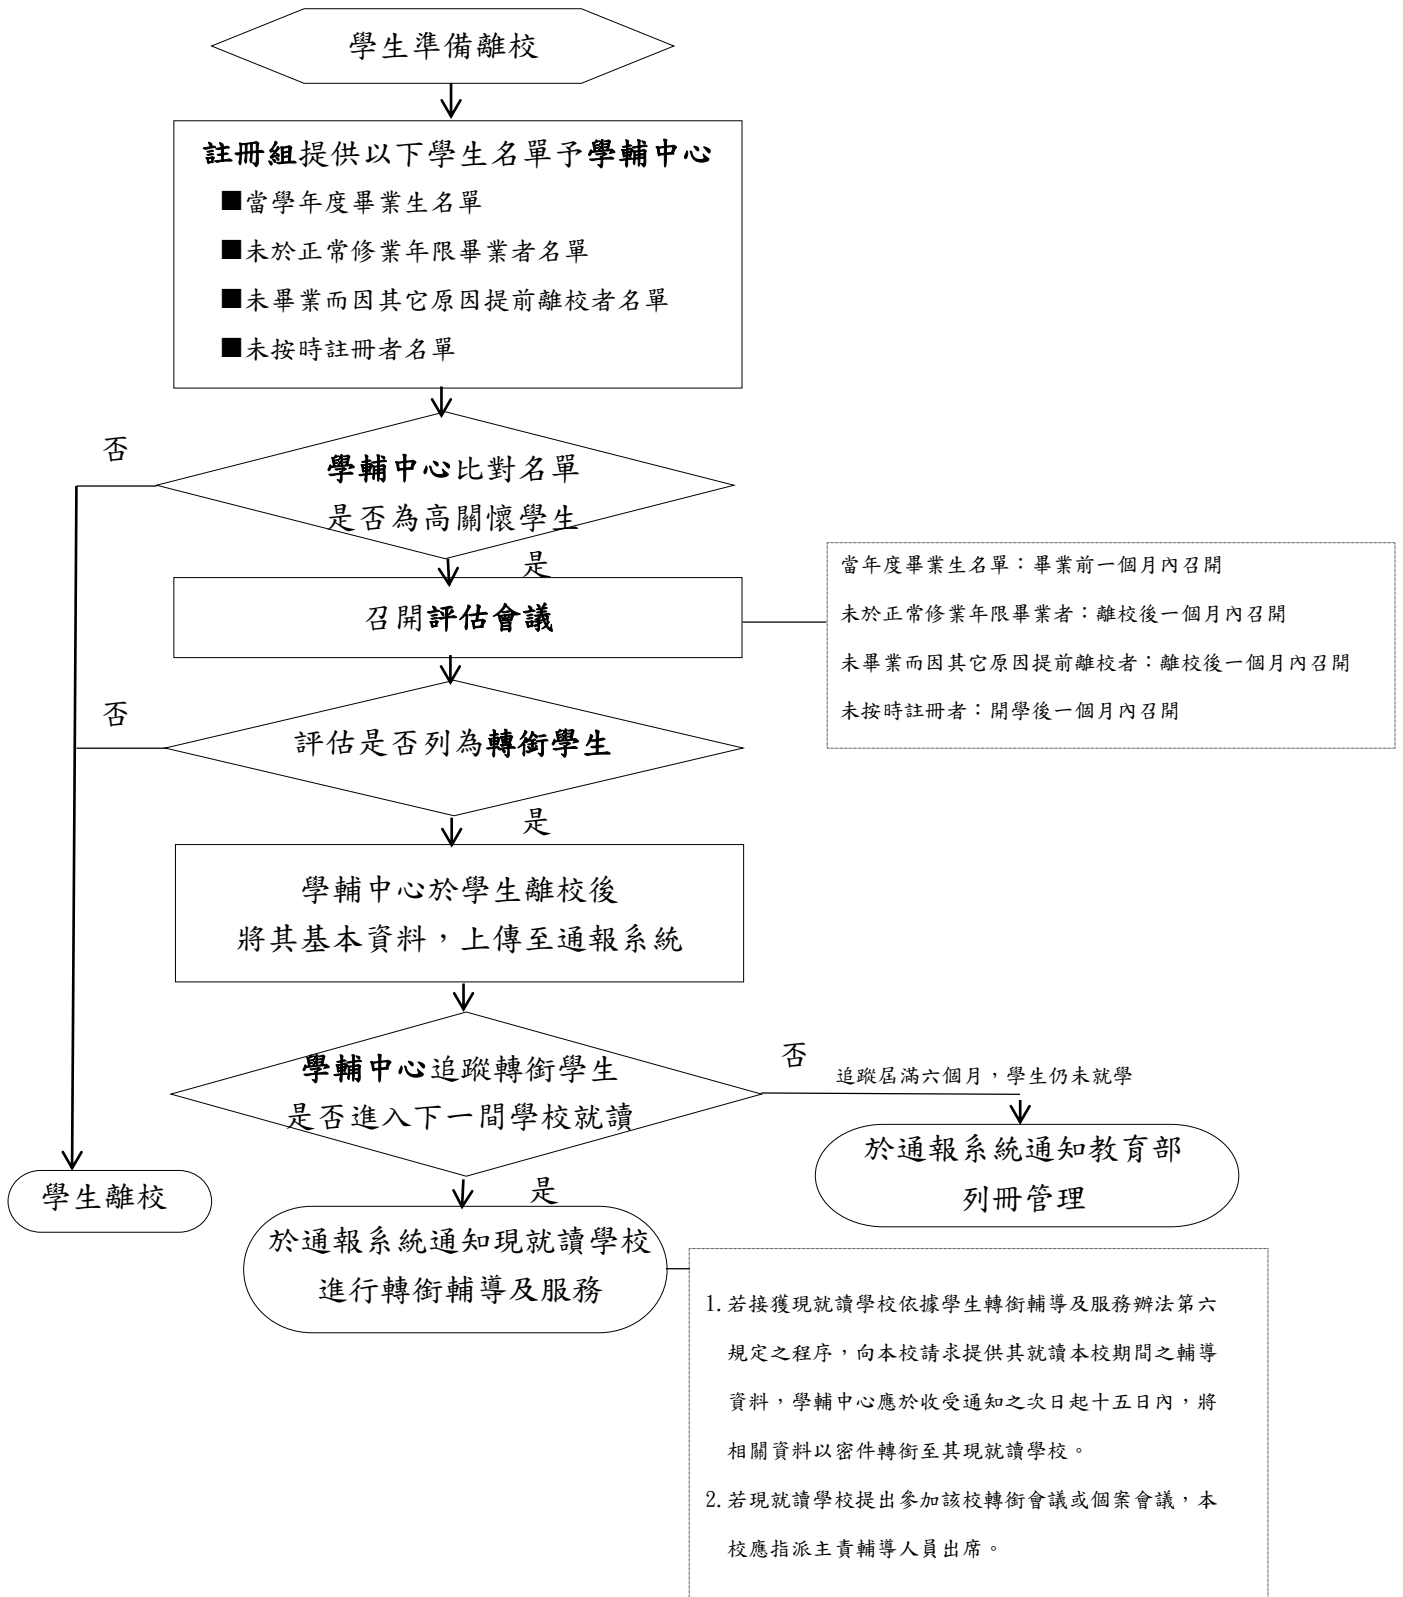 學生準備離校
註冊組提供以下學生名單予學輔中心
■當學年度畢業生名單
■未於正常修業年限畢業者名單
■未畢業而因其它原因提前離校者名單
■未按時註冊者名單
否
學輔中心比對名單
是否為高關懷學生
是
召開評估會議
當年度畢業生名單：畢業前一個月內召開
未於正常修業年限畢業者：離校後一個月內召開
未畢業而因其它原因提前離校者：離校後一個月內召開
未按時註冊者：開學後一個月內召開
否
評估是否列為轉銜學生
是
學輔中心於學生離校後
將其基本資料，上傳至通報系統
學輔中心追蹤轉銜學生
是否進入下一間學校就讀
否
追蹤屆滿六個月，學生仍未就學
於通報系統通知教育部
列冊管理
學生離校
是
於通報系統通知現就讀學校
進行轉銜輔導及服務
1.若接獲現就讀學校依據學生轉銜輔導及服務辦法第六
規定之程序，向本校請求提供其就讀本校期間之輔導
資料，學輔中心應於收受通知之次日起十五日內，將
相關資料以密件轉銜至其現就讀學校。
2.若現就讀學校提出參加該校轉銜會議或個案會議，本
校應指派主責輔導人員出席。